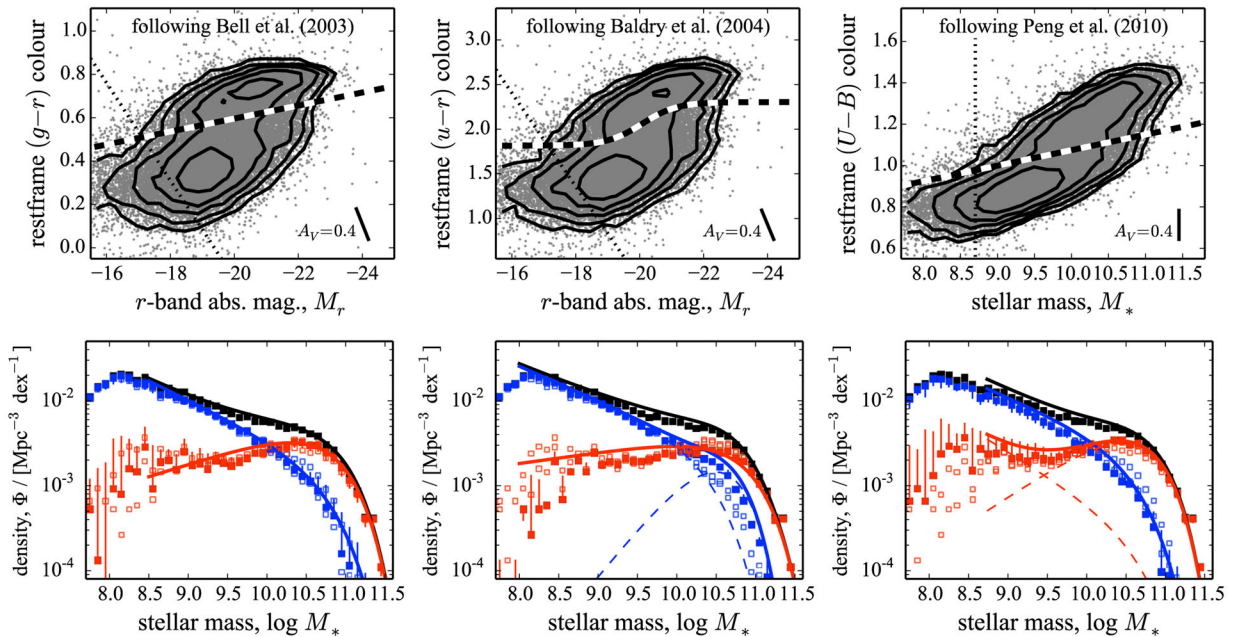 following Bell et al. (2003)
restframe (g−r) colour
1.0
0.8
0.6
0.4
0.2
0.0
A_V=0.4
−16 −18 −20 −22 −24
r-band abs. mag., M_r
following Baldry et al. (2004)
restframe (u−r) colour
3.0
2.5
2.0
1.5
1.0
A_V=0.4
−16 −18 −20 −22 −24
r-band abs. mag., M_r
following Peng et al. (2010)
restframe (U−B) colour
1.6
1.4
1.2
1.0
0.8
0.6
A_V=0.4
8.0 8.5 9.0 9.5 10.0 10.5 11.0 11.5
stellar mass, M_*
density, Φ / [Mpc⁻³ dex⁻¹]
10⁻²
10⁻³
10⁻⁴
8.0 8.5 9.0 9.5 10.0 10.5 11.0 11.5
stellar mass, log M_*
density, Φ / [Mpc⁻³ dex⁻¹]
10⁻²
10⁻³
10⁻⁴
8.0 8.5 9.0 9.5 10.0 10.5 11.0 11.5
stellar mass, log M_*
density, Φ / [Mpc⁻³ dex⁻¹]
10⁻²
10⁻³
10⁻⁴
8.0 8.5 9.0 9.5 10.0 10.5 11.0 11.5
stellar mass, log M_*